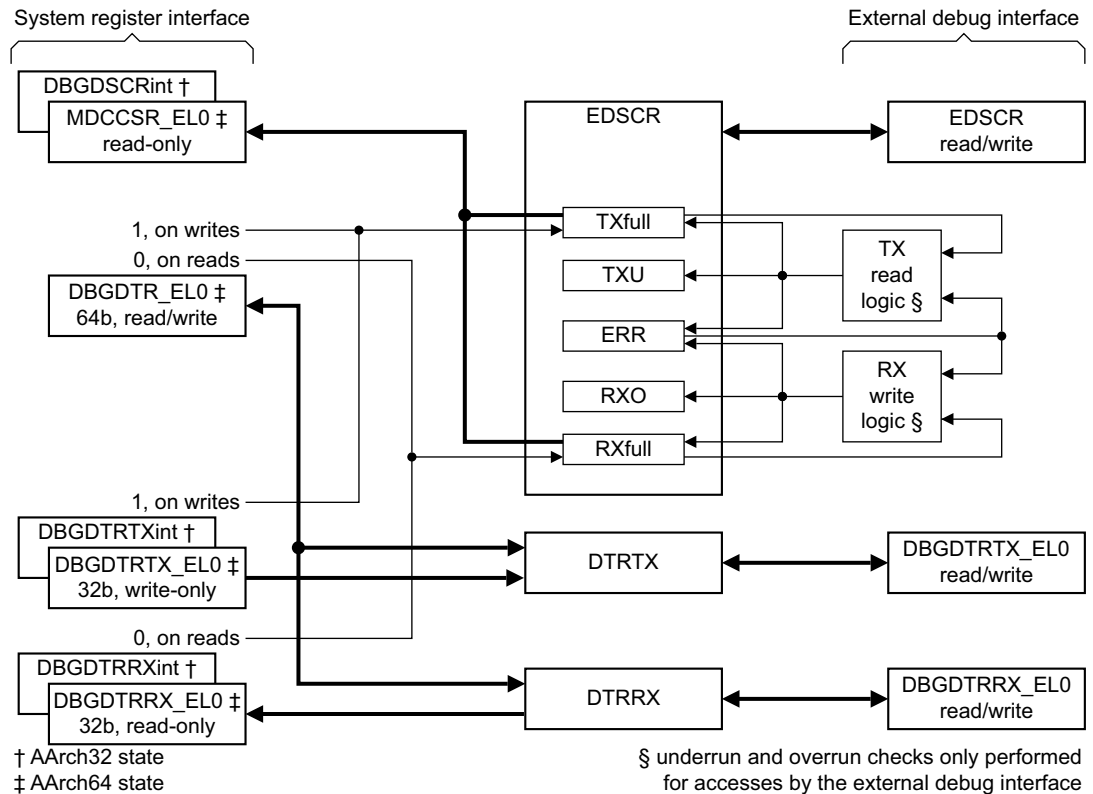 System register interface
External debug interface
DBGDSCRint †
MDCCSR_EL0 ‡
read-only
EDSCR
EDSCR
read/write
TXfull
1, on writes
0, on reads
TX
read
logic §
TXU
DBGDTR_EL0 ‡
64b, read/write
ERR
RX
write
logic §
RXO
RXfull
1, on writes
DBGDTRTXint †
DBGDTRTX_EL0 ‡
32b, write-only
DTRTX
DBGDTRTX_EL0
read/write
0, on reads
DBGDTRRXint †
DBGDTRRX_EL0 ‡
32b, read-only
DTRRX
DBGDTRRX_EL0
read/write
† AArch32 state
‡ AArch64 state
§ underrun and overrun checks only performed
for accesses by the external debug interface